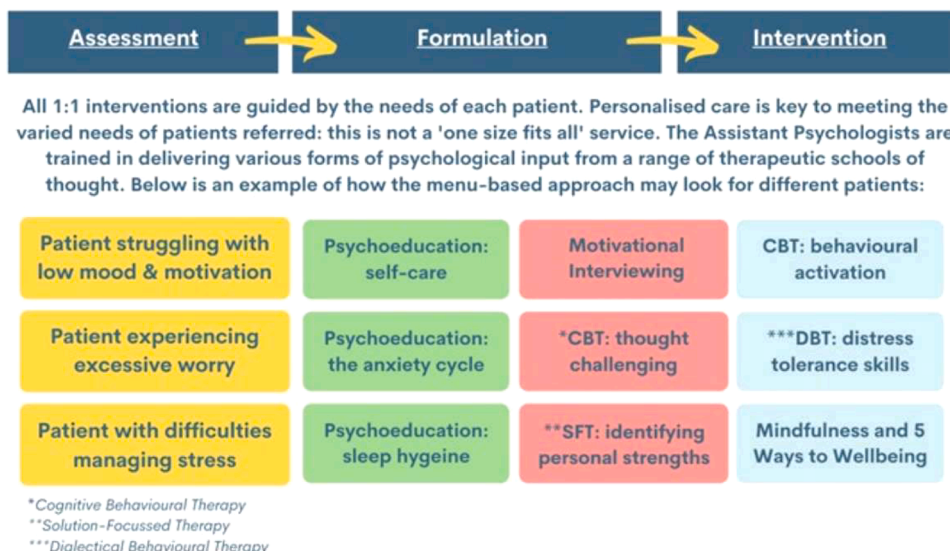 Assessment
Formulation
Intervention
All 1:1 interventions are guided by the needs of each patient. Personalised care is key to meeting the
varied needs of patients referred: this is not a 'one size fits all' service. The Assistant Psychologists are
trained in delivering various forms of psychological input from a range of therapeutic schools of
thought. Below is an example of how the menu-based approach may look for different patients:
Patient struggling with
low mood & motivation
Psychoeducation:
self-care
Motivational
Interviewing
CBT: behavioural
activation
Patient experiencing
excessive worry
Psychoeducation:
the anxiety cycle
*CBT: thought
challenging
***DBT: distress
tolerance skills
Patient with difficulties
managing stress
Psychoeducation:
sleep hygeine
**SFT: identifying
personal strengths
Mindfulness and 5
Ways to Wellbeing
*Cognitive Behavioural Therapy
**Solution-Focussed Therapy
***Dialectical Behavioural Therapy